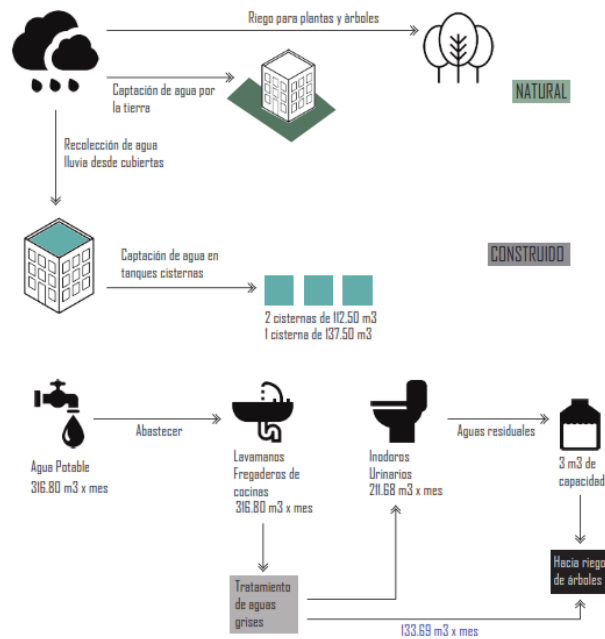 Riego para plantas y árboles
NATURAL
Captación de agua por
la tierra
Recolección de agua
lluvia desde cubiertas
CONSTRUIDO
Captación de agua en
tanques cisternas
2 cisternas de 112.50 m3
1 cisterna de 137.50 m3
Abastecer
Aguas residuales
Agua Potable
316.80 m3 x mes
Lavamanos
Fregaderos de
cocinas
316.80 m3 x mes
Inodoros
Urinarios
211.68 m3 x mes
3 m3 de
capacidad
Tratamiento
de aguas
grises
Hacia riego
de árboles
133.69 m3 x mes